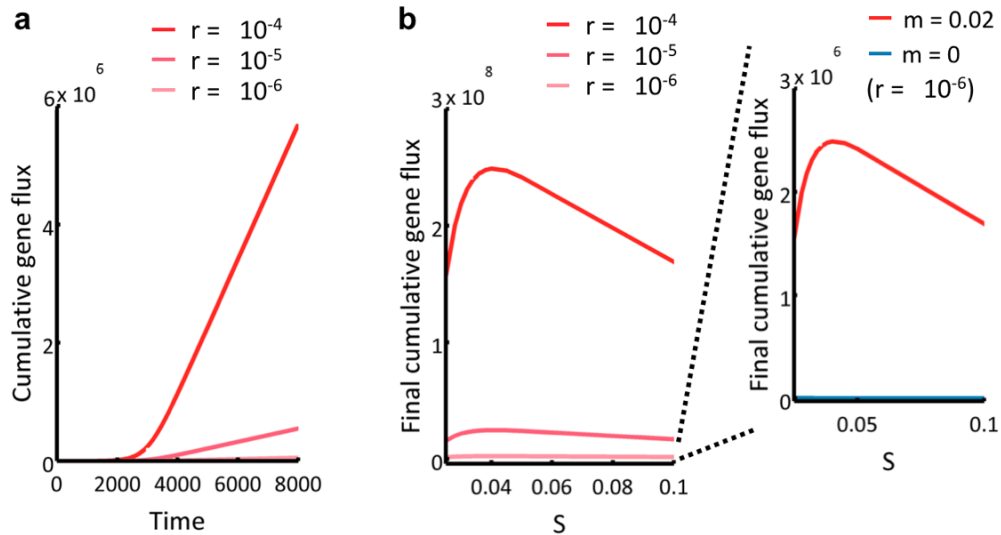 a
r = 10-4
r = 10-5
r = 10-6
6
6 x 10
4
2
0
0 2000 4000 6000 8000
Cumulative gene flux
Time
b
r = 10-4
r = 10-5
r = 10-6
8
3 x 10
2
1
0
0.04 0.06 0.08 0.1
Final cumulative gene flux
S
m = 0.02
m = 0
(r = 10-6)
6
3 x 10
2
1
0
0.05 0.1
Final cumulative gene flux
S